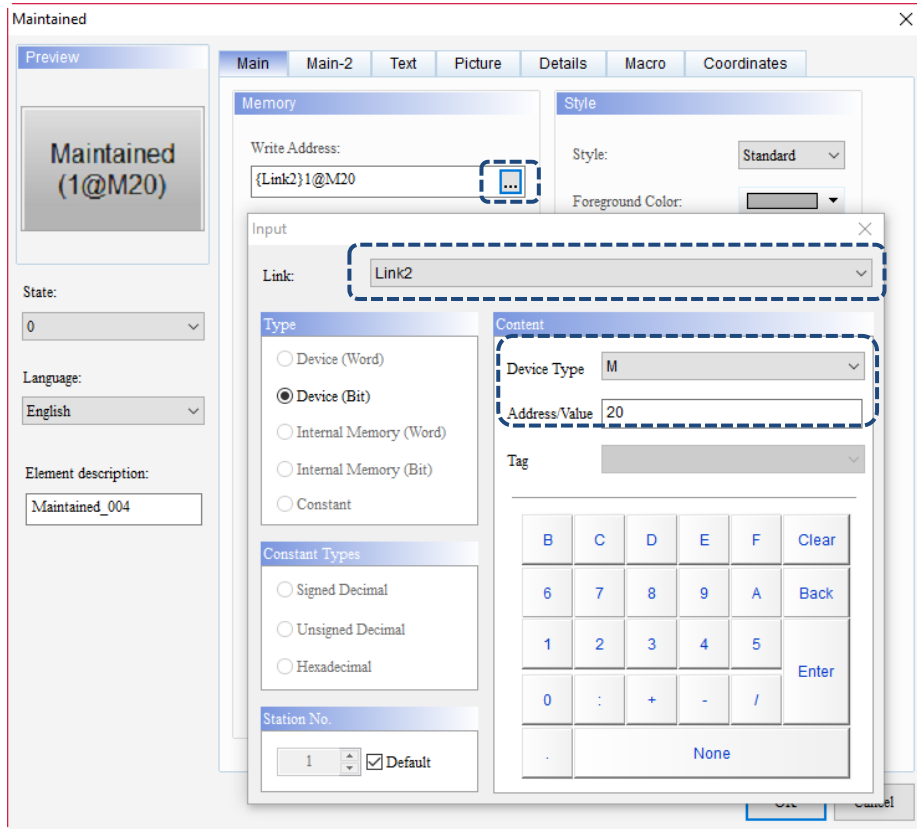 Maintained
Preview
Main Main-2 Text Picture Details Macro Coordinates
Maintained
(1@M20)
Memory
Write Address:
{Link2}1@M20 ...
Style
Style: Standard
Foreground Color:
State:
0
Language:
English
Element description:
Maintained_004
Input
Link: Link2
Type
Device (Word)
Device (Bit)
Internal Memory (Word)
Internal Memory (Bit)
Constant
Constant Types
Signed Decimal
Unsigned Decimal
Hexadecimal
Station No.
1 Default
Content
Device Type M
Address/Value 20
Tag
B C D E F Clear
6 7 8 9 A Back
1 2 3 4 5 Enter
0 : + - /
. None
Cancel